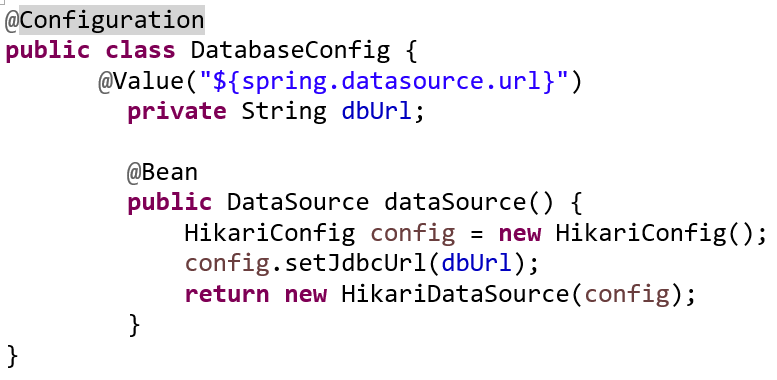 @Configuration
public class DatabaseConfig {
@Value("${spring.datasource.url}")
private String dbUrl;
@Bean
public DataSource dataSource() {
HikariConfig config = new HikariConfig();
config.setJdbcUrl(dbUrl);
return new HikariDataSource(config);
}
}